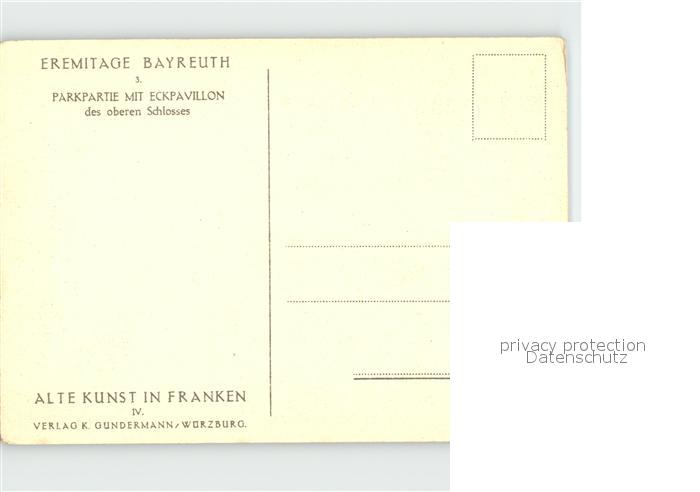 EREMITAGE BAYREUTH
3.
PARKPARTIE MIT ECKPAVILLON
des oberen Schlosses
ALTE KUNST IN FRANKEN
IV.
VERLAG K. GUNDERMANN, WÜRZBURG.
privacy protection
Datenschutz